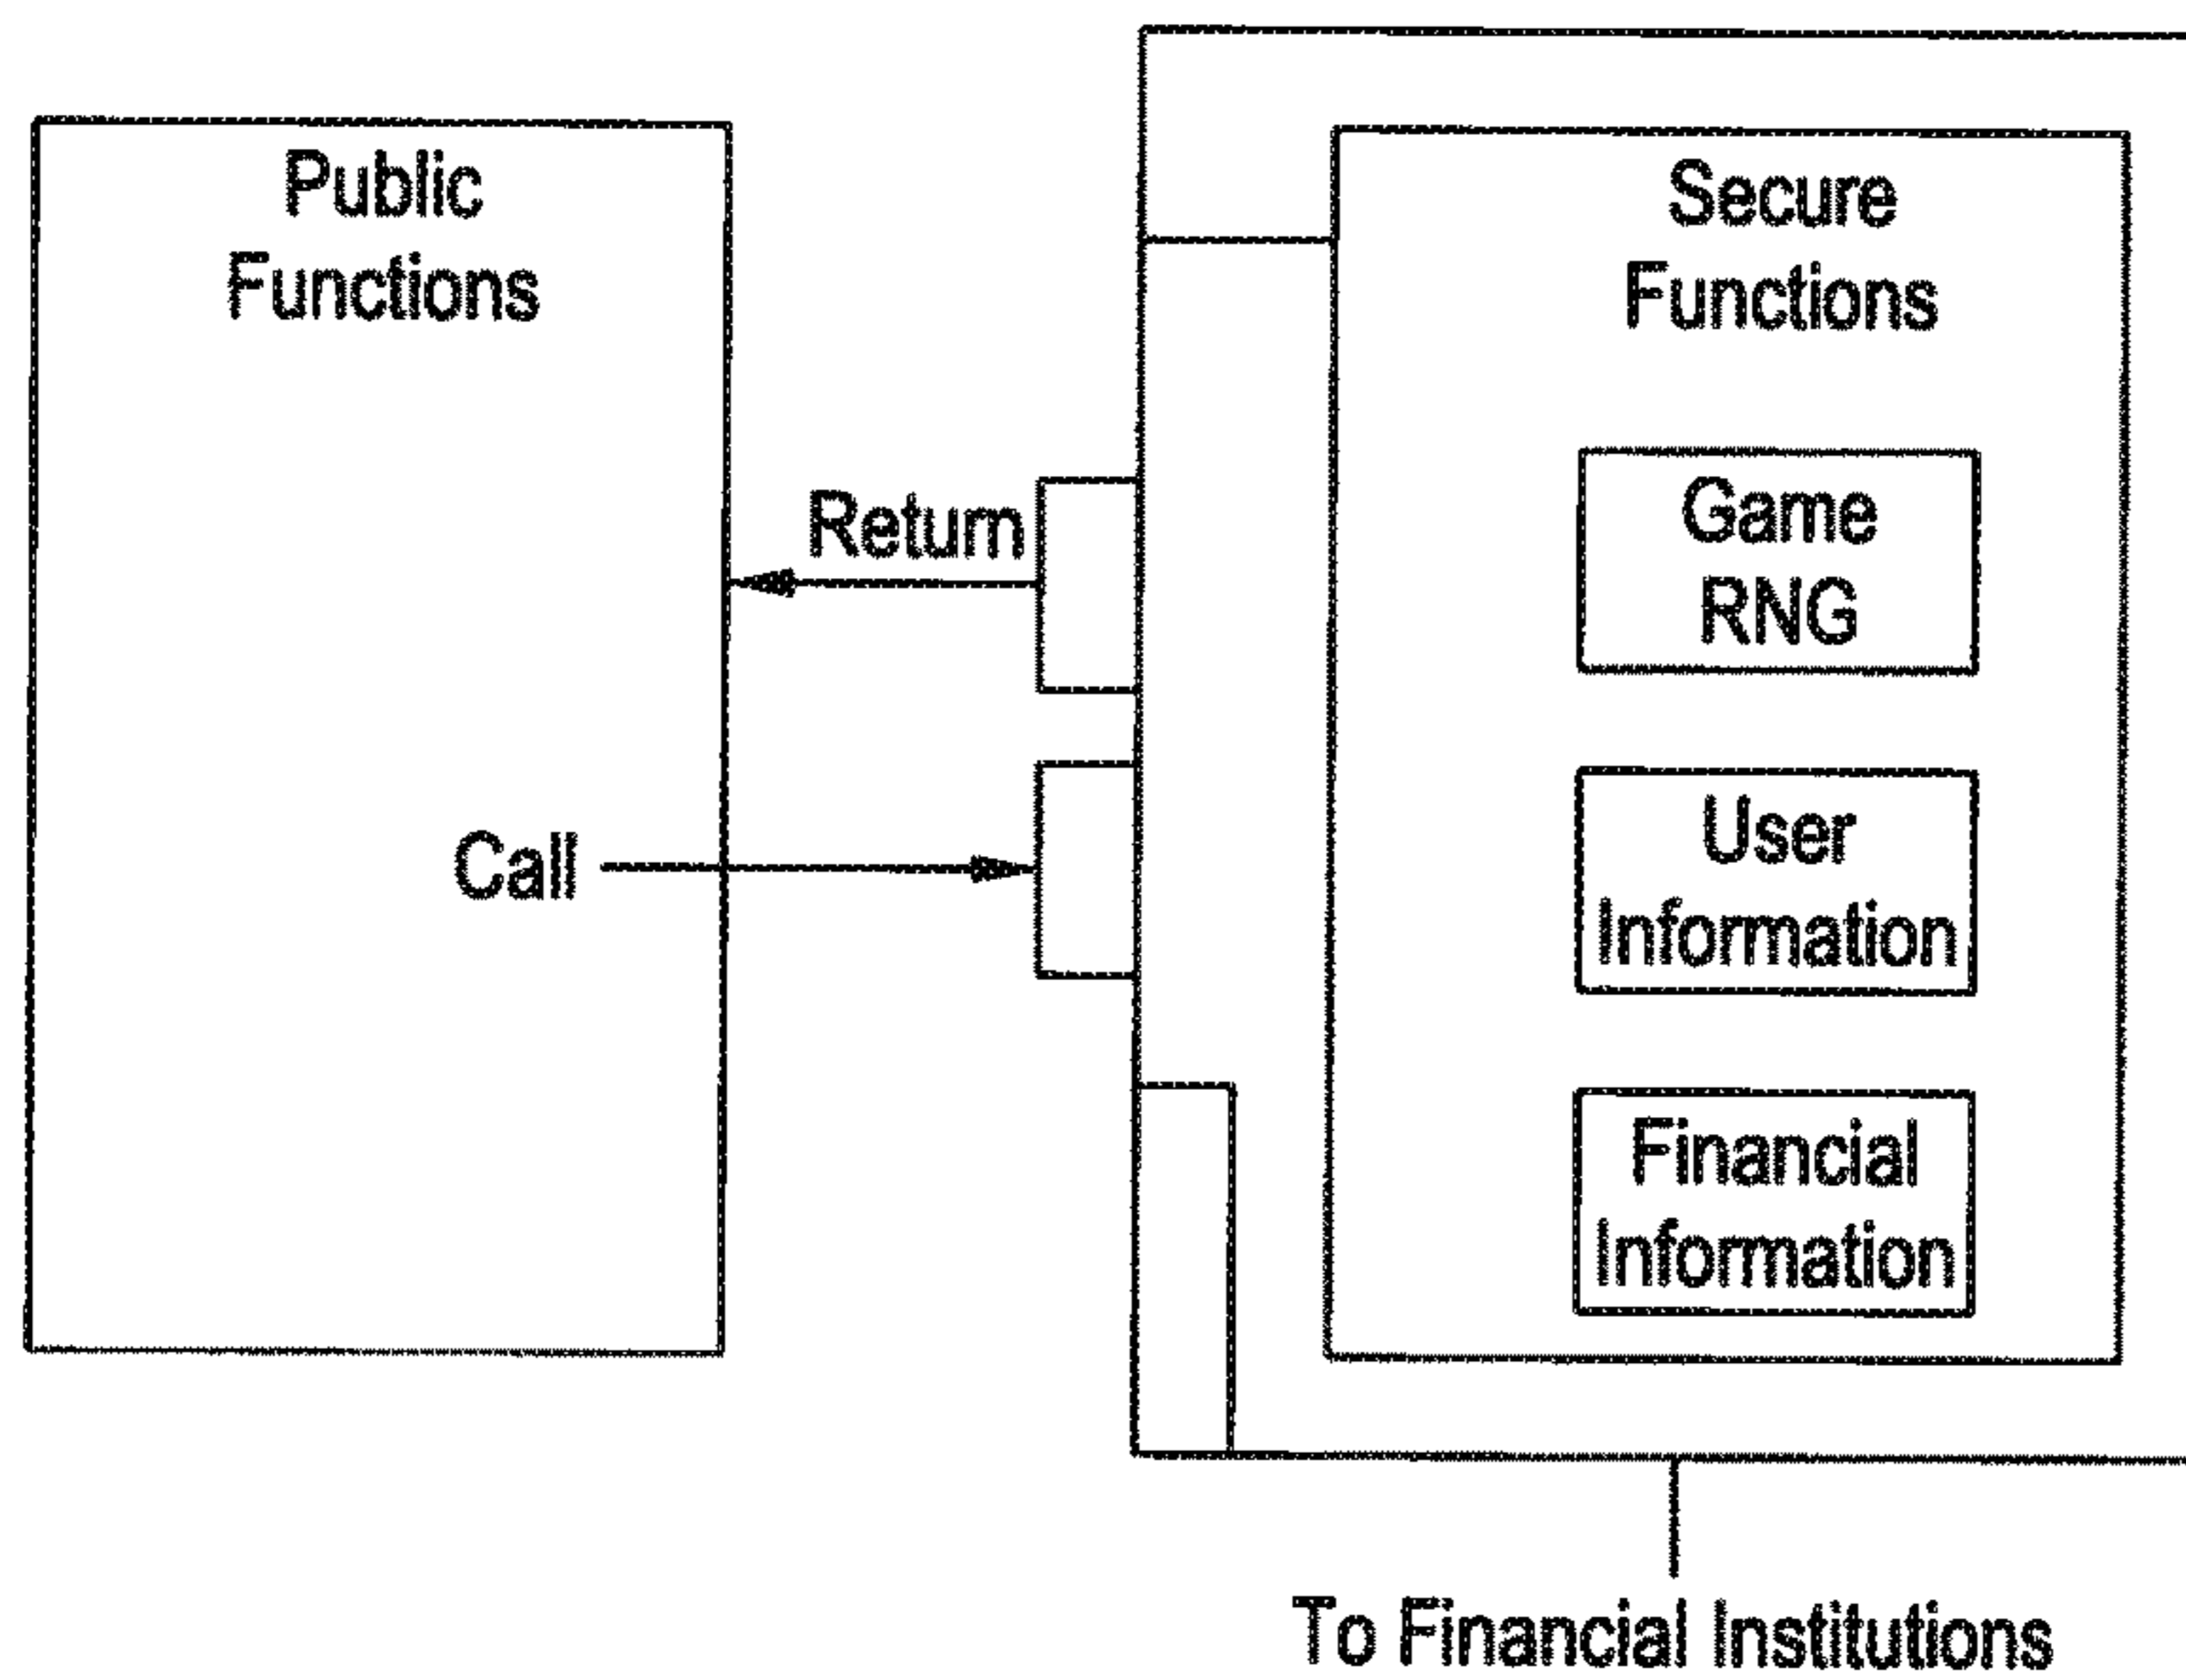 Public
Functions
Return
Call
Secure
Functions
Game
RNG
User
Information
Financial
Information
To Financial Institutions